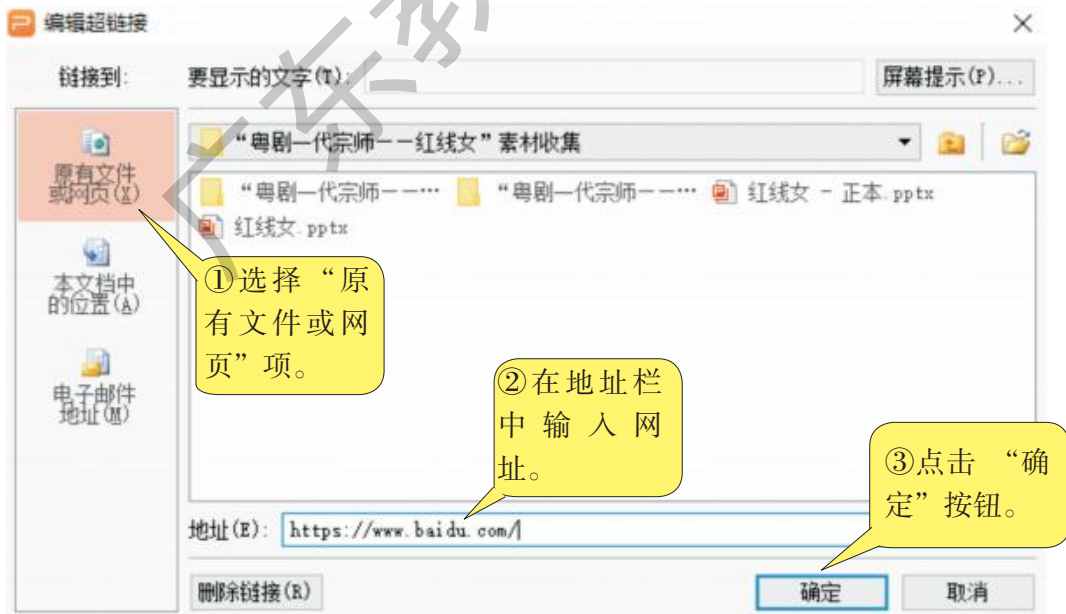 编辑超链接
链接到:
要显示的文字(T):
屏幕提示(P)...
“粤剧一代宗师——红线女”素材收集
原有文件
或网页(X)
“粤剧一代宗师——…
“粤剧一代宗师——…
红线女 - 正本.pptx
红线女.pptx
①选择“原
有文件或网
页”项。
本文档中
的位置(A)
电子邮件
地址(M)
②在地址栏
中输入网
址。
③点击“确
定”按钮。
地址(E): https://www.baidu.com/
删除链接(R)
确定
取消
广东